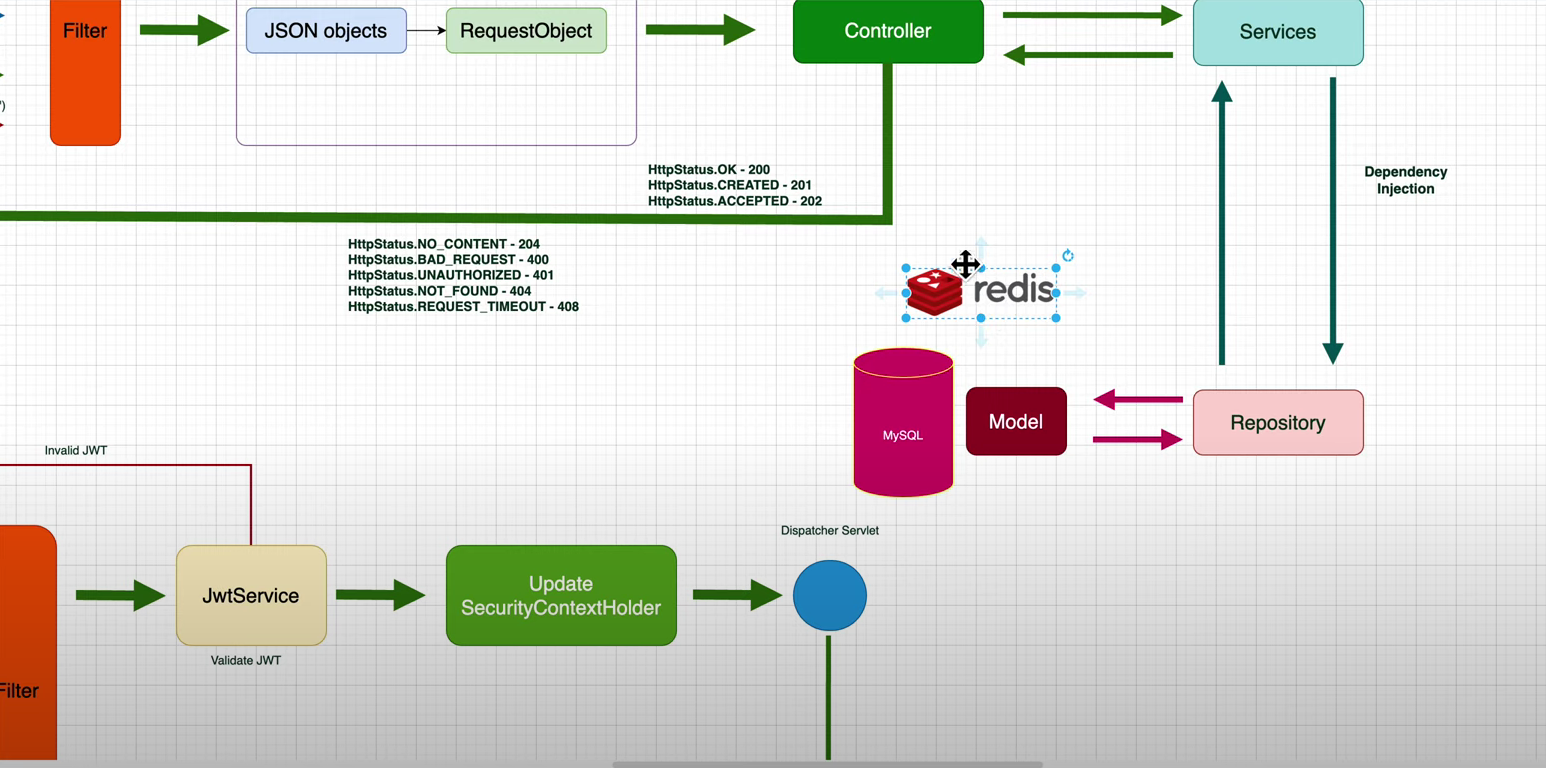 Filter
JSON objects
RequestObject
Controller
Services
')
HttpStatus.OK - 200
HttpStatus.CREATED - 201
HttpStatus.ACCEPTED - 202
Dependency
Injection
HttpStatus.NO_CONTENT - 204
HttpStatus.BAD_REQUEST - 400
HttpStatus.UNAUTHORIZED - 401
HttpStatus.NOT_FOUND - 404
HttpStatus.REQUEST_TIMEOUT - 408
redis
MySQL
Model
Repository
Invalid JWT
Dispatcher Servlet
JwtService
Update
SecurityContextHolder
Validate JWT
Filter